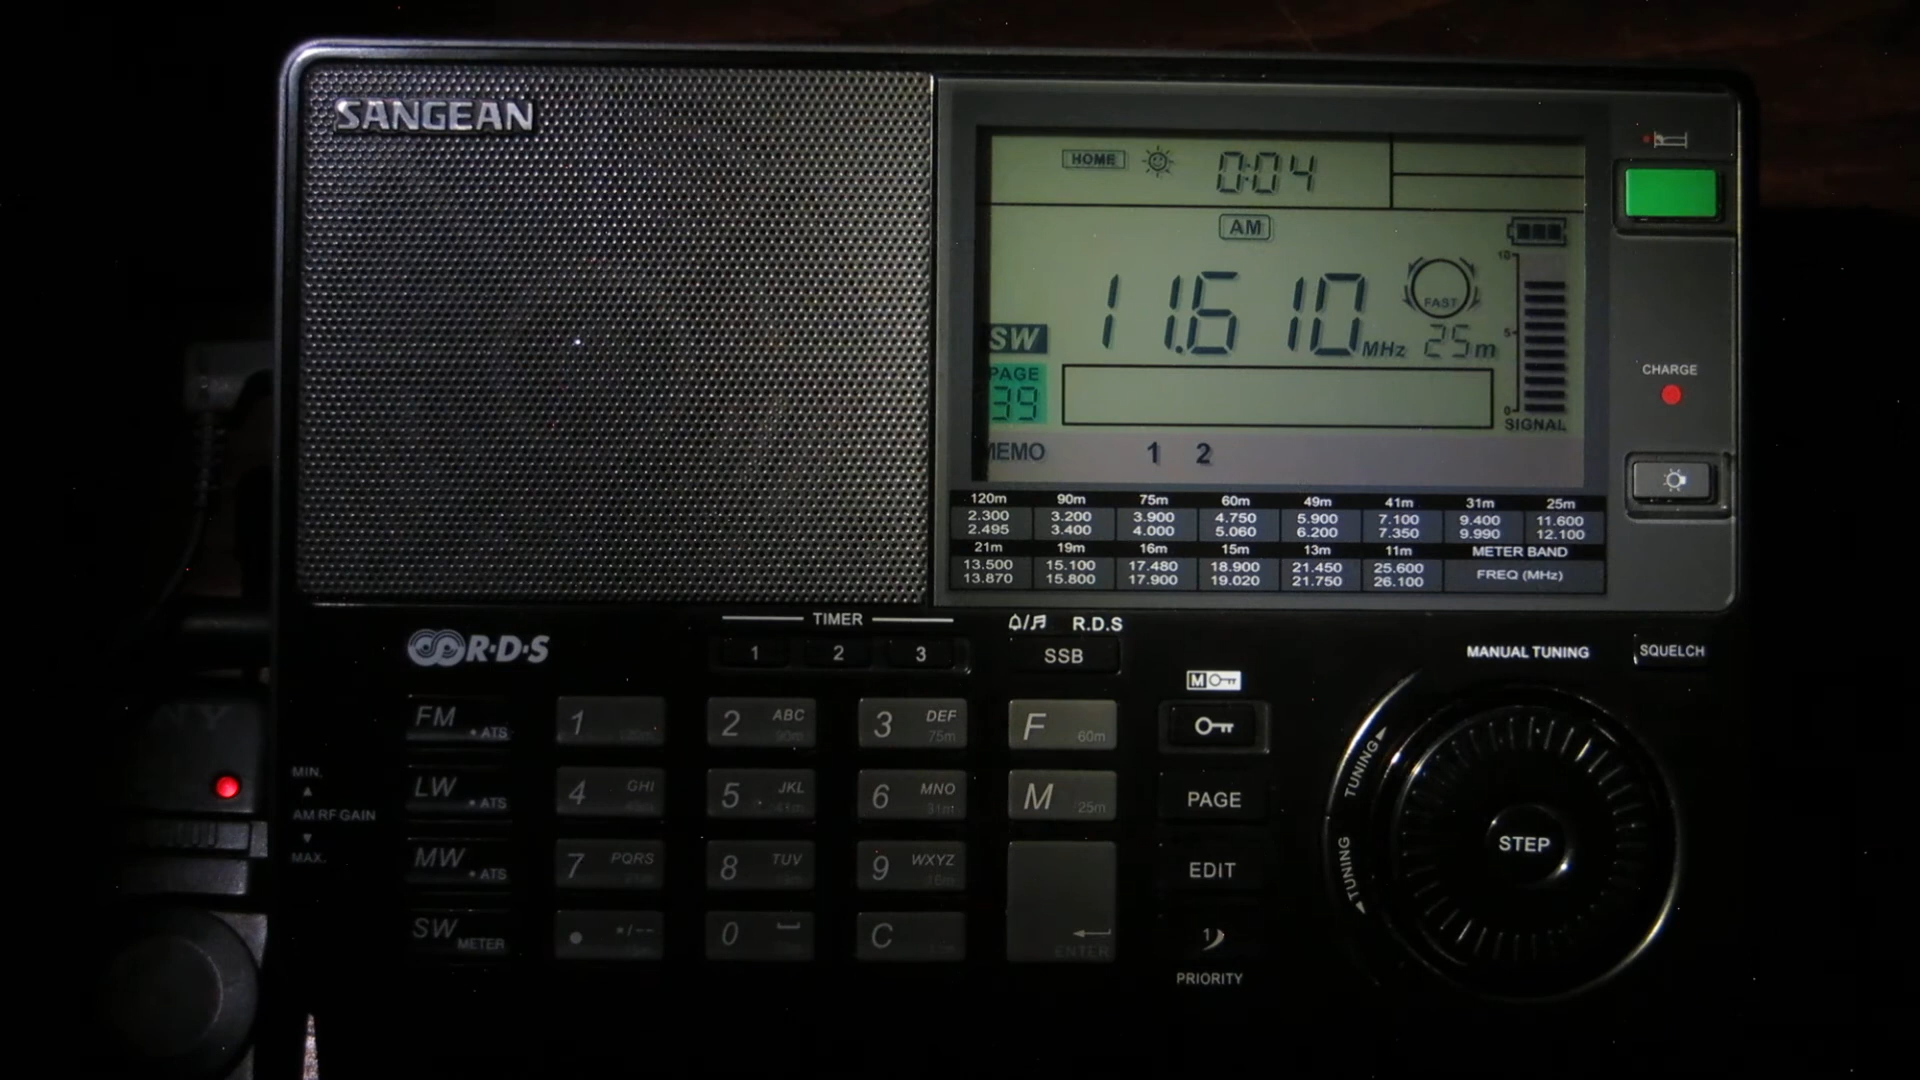 SANGEAN
HOME 0:04
AM
10
11.610 MHz 25m
FAST
5
SW
PAGE
39
0
SIGNAL
MEMO 1 2
CHARGE
120m 90m 75m 60m 49m 41m 31m 25m
2.300 3.200 3.900 4.750 5.900 7.100 9.400 11.600
2.495 3.400 4.000 5.060 6.200 7.350 9.990 12.100
21m 19m 16m 15m 13m 11m METER BAND
13.500 15.100 17.480 18.900 21.450 25.600 FREQ (MHz)
13.870 15.800 17.900 19.020 21.750 26.100
R·D·S
TIMER
1 2 3
R.D.S
SSB
MANUAL TUNING
SQUELCH
M
FM • ATS
1
2 ABC 90m
3 DEF 75m
F 60m
LW • ATS
4 GHI
5 JKL
6 MNO 31m
M 25m
PAGE
MW • ATS
7 PQRS
8 TUV
9 WXYZ 16m
EDIT
SW METER
• */--
0
C
ENTER
PRIORITY
MIN.
AM RF GAIN
MAX.
TUNING
TUNING
STEP